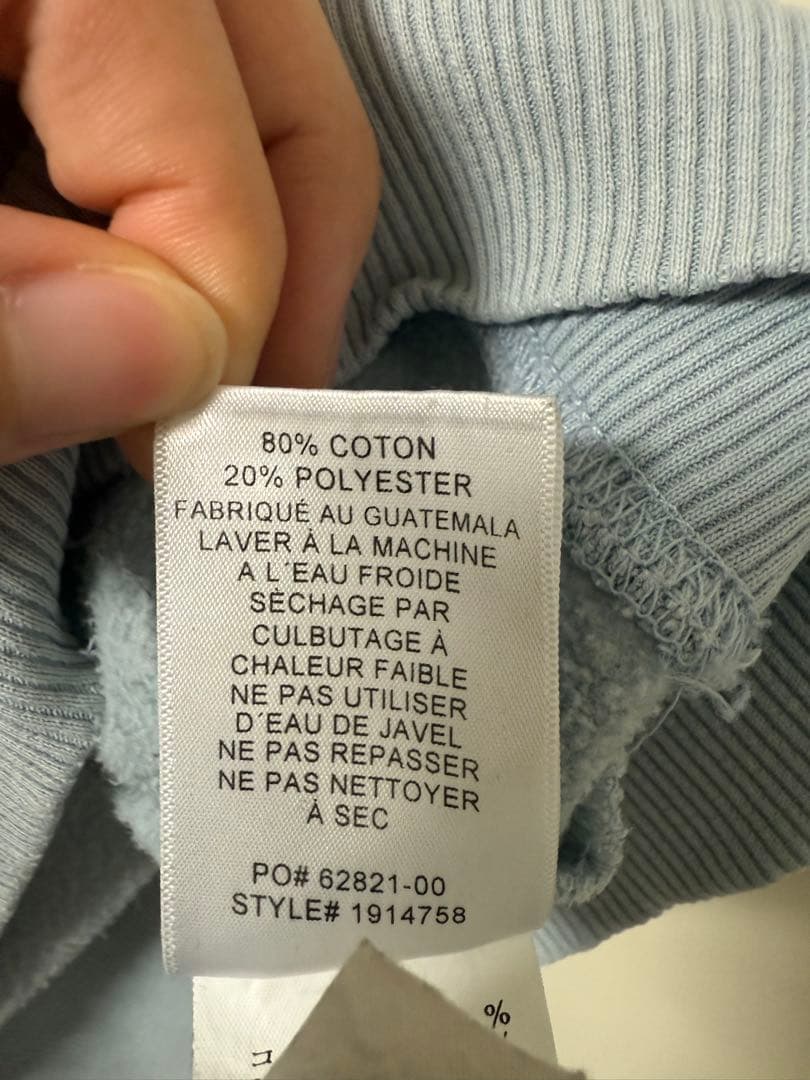 80% COTON
20% POLYESTER
FABRIQUÉ AU GUATEMALA
LAVER À LA MACHINE
A L´EAU FROIDE
SÈCHAGE PAR
CULBUTAGE À
CHALEUR FAIBLE
NE PAS UTILISER
D´EAU DE JAVEL
NE PAS REPASSER
NE PAS NETTOYER
À SEC
PO# 62821-00
STYLE# 1914758
%